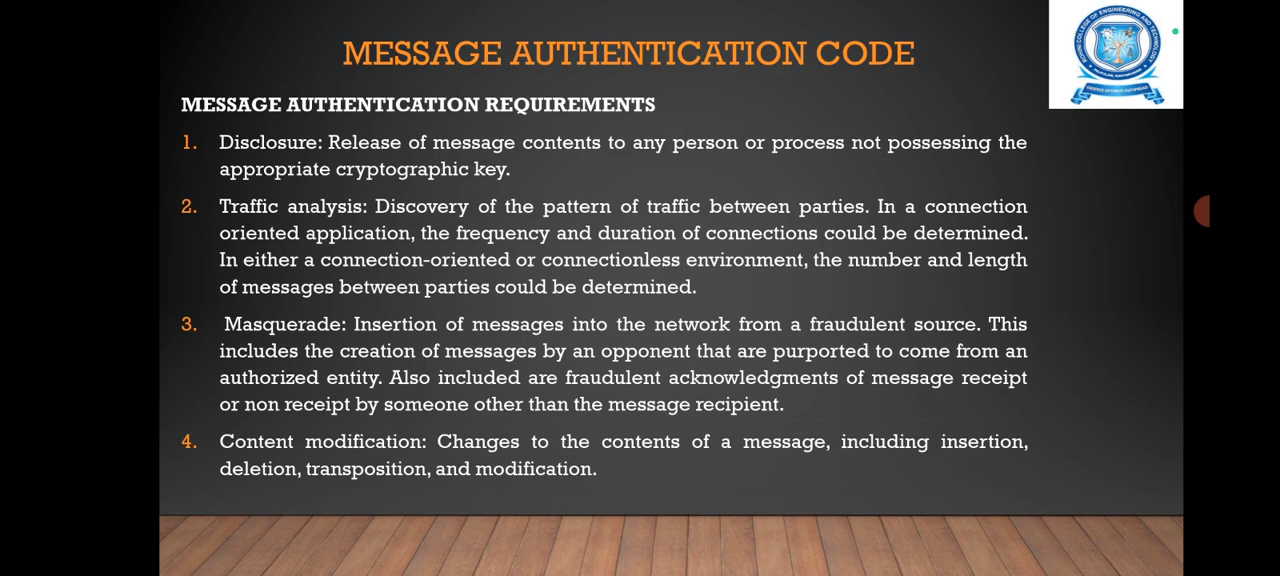 MESSAGE AUTHENTICATION CODE
MESSAGE AUTHENTICATION REQUIREMENTS
1. Disclosure: Release of message contents to any person or process not possessing the
appropriate cryptographic key.
2. Traffic analysis: Discovery of the pattern of traffic between parties. In a connection
oriented application, the frequency and duration of connections could be determined.
In either a connection-oriented or connectionless environment, the number and length
of messages between parties could be determined.
3. Masquerade: Insertion of messages into the network from a fraudulent source. This
includes the creation of messages by an opponent that are purported to come from an
authorized entity. Also included are fraudulent acknowledgments of message receipt
or non receipt by someone other than the message recipient.
4. Content modification: Changes to the contents of a message, including insertion,
deletion, transposition, and modification.
COLLEGE OF ENGINEERING AND TECHNOLOGY